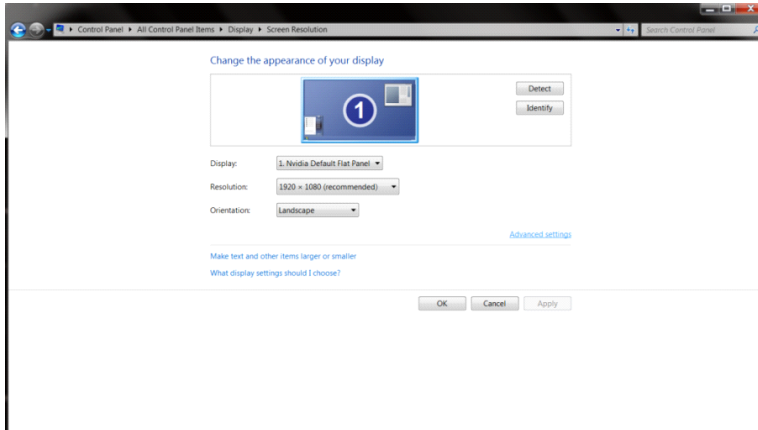 Control Panel ▸ All Control Panel Items ▸ Display ▸ Screen Resolution
Search Control Panel
Change the appearance of your display
1
Detect
Identify
Display: 1. Nvidia Default Flat Panel
Resolution: 1920 × 1080 (recommended)
Orientation: Landscape
Advanced settings
Make text and other items larger or smaller
What display settings should I choose?
OK Cancel Apply